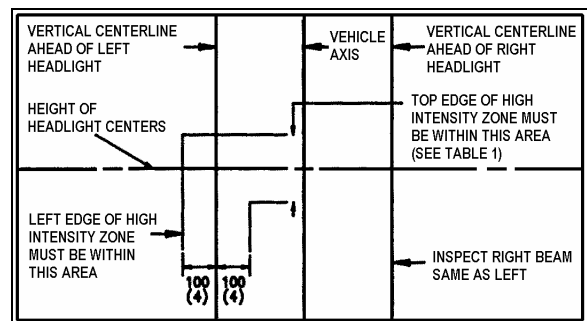 VERTICAL CENTERLINE
AHEAD OF LEFT
HEADLIGHT
VEHICLE
AXIS
VERTICAL CENTERLINE
AHEAD OF RIGHT
HEADLIGHT
HEIGHT OF
HEADLIGHT CENTERS
TOP EDGE OF HIGH
INTENSITY ZONE MUST
BE WITHIN THIS AREA
(SEE TABLE 1)
LEFT EDGE OF HIGH
INTENSITY ZONE
MUST BE WITHIN
THIS AREA
100
(4)
100
(4)
INSPECT RIGHT BEAM
SAME AS LEFT